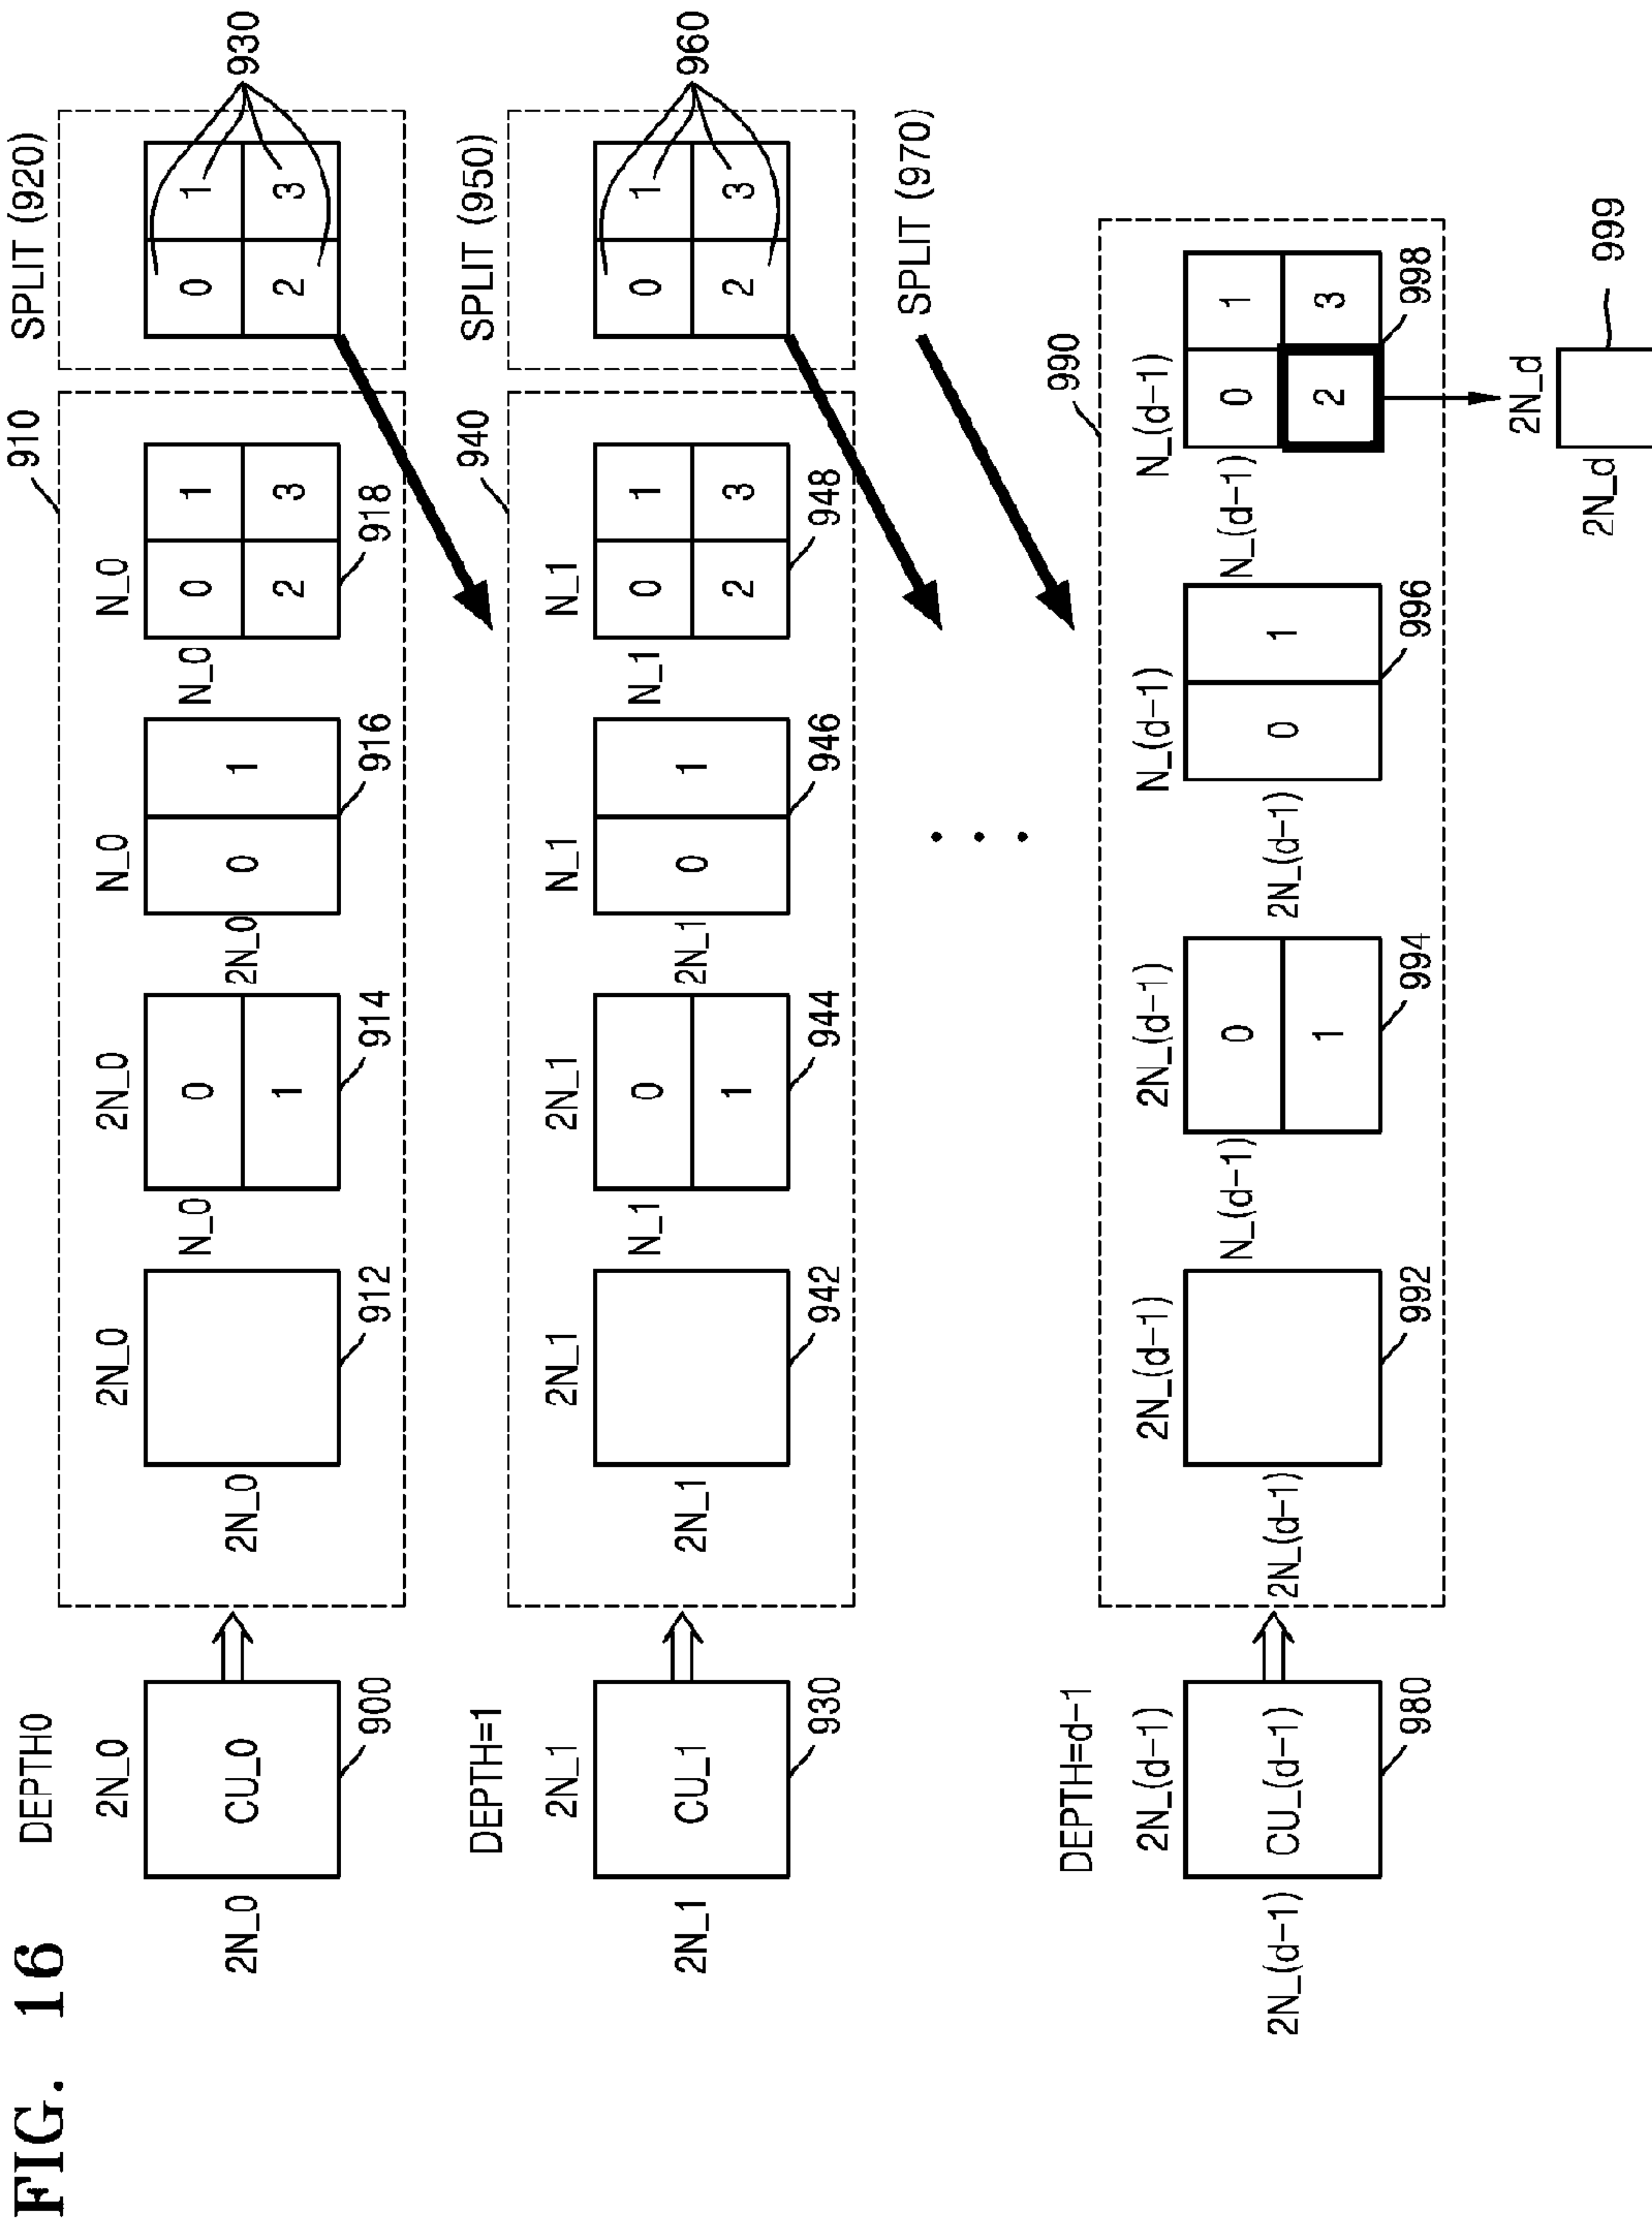 FIG. 16
DEPTH0
2N_0
2N_0
CU_0
900
910
2N_0
2N_0
912
2N_0
N_0
0
1
914
N_0
2N_0
0
1
916
N_0
N_0
0
1
2
3
918
SPLIT (920)
0
1
2
3
930
DEPTH=1
2N_1
2N_1
CU_1
930
940
2N_1
2N_1
942
2N_1
N_1
0
1
944
N_1
2N_1
0
1
946
N_1
N_1
0
1
2
3
948
SPLIT (950)
0
1
2
3
960
SPLIT (970)
DEPTH=d-1
2N_(d-1)
2N_(d-1)
CU_(d-1)
980
990
2N_(d-1)
2N_(d-1)
992
2N_(d-1)
N_(d-1)
0
1
994
N_(d-1)
2N_(d-1)
0
1
996
N_(d-1)
N_(d-1)
0
1
2
3
998
2N_d
2N_d
999